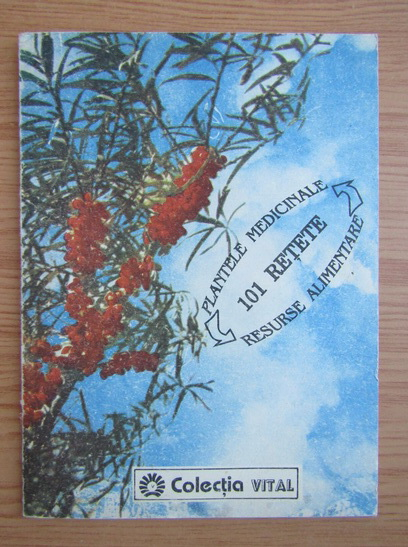 PLANTELE MEDICINALE
101 REȚETE
RESURSE ALIMENTARE
Colecția VITAL